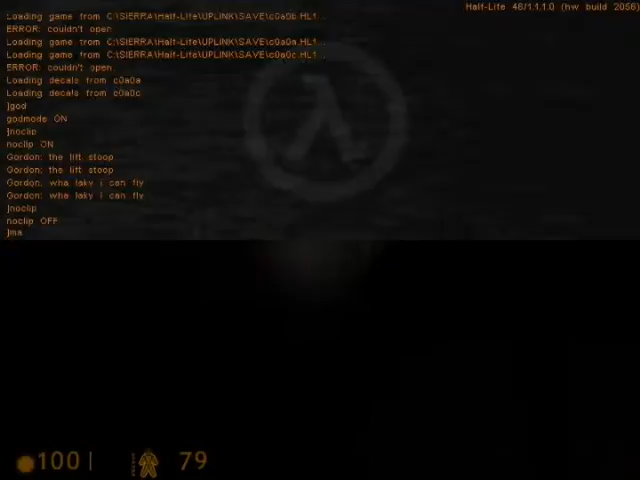 Loading game from C:\SIERRA\Half-Life\UPLINK\SAVE\c0a0b.HL1...
Half-Life 46/1.1.1.0 (hw build 2056)
ERROR: couldn't open.
Loading game from C:\SIERRA\Half-Life\UPLINK\SAVE\c0a0a.HL1...
Loading game from C:\SIERRA\Half-Life\UPLINK\SAVE\c0a0c.HL1...
ERROR: couldn't open.
Loading decals from c0a0a
Loading decals from c0a0c
]god
godmode ON
]noclip
noclip ON
Gordon: the lift stoop
Gordon: the lift stoop
Gordon: wha laky i can fly
Gordon: wha laky i can fly
]noclip
noclip OFF
]ma
100 79